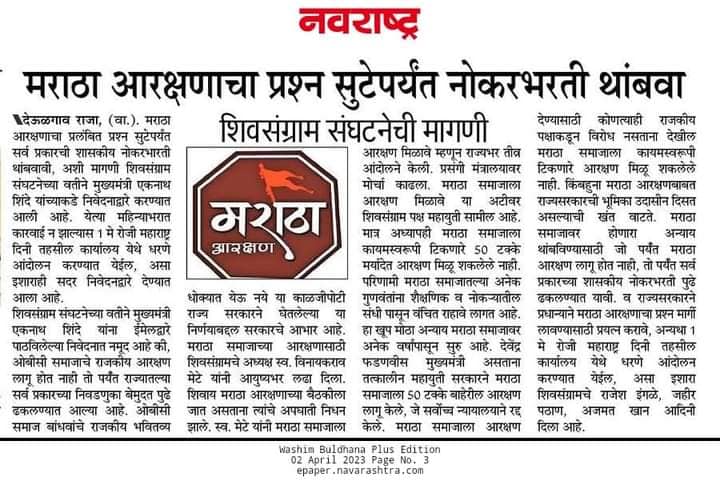 नवराष्ट्र
मराठा आरक्षणाचा प्रश्न सुटेपर्यंत नोकरभरती थांबवा
शिवसंग्राम संघटनेची मागणी
देऊळगाव राजा, (वा.). मराठा
आरक्षणाचा प्रलंबित प्रश्न सुटेपर्यंत
सर्व प्रकारची शासकीय नोकरभारती
थांबवावी, अशी मागणी शिवसंग्राम
संघटनेच्या वतीने मुख्यमंत्री एकनाथ
शिंदे यांच्याकडे निवेदनाद्वारे करण्यात
आली आहे. येत्या महिन्याभरात
कारवाई न झाल्यास 1 मे रोजी महाराष्ट्र
दिनी तहसील कार्यालय येथे धरणे
आंदोलन करण्यात येईल, असा
इशाराही सदर निवेदनाद्वारे देण्यात
आला आहे.
शिवसंग्राम संघटनेच्या वतीने मुख्यमंत्री
एकनाथ शिंदे यांना ईमेलद्वारे
पाठविलेल्या निवेदनात नमूद आहे की,
ओबीसी समाजाचे राजकीय आरक्षण
लागू होत नाही तो पर्यंत राज्यातल्या
सर्व प्रकारच्या निवडणुका बेमुदत पुढे
ढकलण्यात आल्या आहे. ओबीसी
समाज बांधवांचे राजकीय भवितव्य
मराठा
आरक्षण
धोक्यात येऊ नये या काळजीपोटी
राज्य सरकारने घेतलेल्या या
निर्णयाबद्दल सरकारचे आभार आहे.
मराठा समाजाच्या आरक्षणासाठी
शिवसंग्रामचे अध्यक्ष स्व. विनायकराव
मेटे यांनी आयुष्यभर लढा दिला.
शिवाय मराठा आरक्षणाच्या बैठकीला
जात असताना त्यांचे अपघाती निधन
झाले. स्व. मेटे यांनी मराठा समाजाला
आरक्षण मिळावे म्हणून राज्यभर तीव्र
आंदोलने केली. प्रसंगी मंत्रालयावर
मोर्चा काढला. मराठा समाजाला
आरक्षण मिळावे या अटीवर
शिवसंग्राम पक्ष महायुती सामील आहे.
मात्र अद्यापही मराठा समाजाला
कायमस्वरूपी टिकणारे 50 टक्के
मर्यादेत आरक्षण मिळू शकलेले नाही.
परिणामी मराठा समाजातल्या अनेक
गुणवंतांना शैक्षणिक व नोकऱ्यातील
संधी पासून वंचित राहावे लागत आहे.
हा खूप मोठा अन्याय मराठा समाजावर
अनेक वर्षांपासून सुरु आहे. देवेंद्र
फडणवीस मुख्यमंत्री असताना
तत्कालीन महायुती सरकारने मराठा
समाजाला 50 टक्के बाहेरील आरक्षण
लागू केले, जे सर्वोच्च न्यायालयाने रद्द
केले. मराठा समाजाला आरक्षण
देण्यासाठी कोणत्याही राजकीय
पक्षाकडून विरोध नसताना देखील
मराठा समाजाला कायमस्वरूपी
टिकणारे आरक्षण मिळू शकलेले
नाही. किंबहुना मराठा आरक्षणबाबत
राज्यसरकारची भूमिका उदासीन दिसत
असल्याची खंत वाटते. मराठा
समाजावर होणारा अन्याय
थांबविण्यासाठी जो पर्यंत मराठा
आरक्षण लागू होत नाही, तो पर्यंत सर्व
प्रकारच्या शासकीय नोकरभरती पुढे
ढकलण्यात यावी. व राज्यसरकारने
प्रधान्याने मराठा आरक्षणाचा प्रश्न मार्गी
लावण्यासाठी प्रयत्न करावे, अन्यथा 1
मे रोजी महाराष्ट्र दिनी तहसील
कार्यालय येथे धरणे आंदोलन
करण्यात येईल, असा इशारा
शिवसंग्रामचे राजेश इंगळे, जहीर
पठाण, अजमत खान आदिनी
दिला आहे.
Washim Buldhana Plus Edition
02 April 2023 Page No. 3
epaper.navarashtra.com